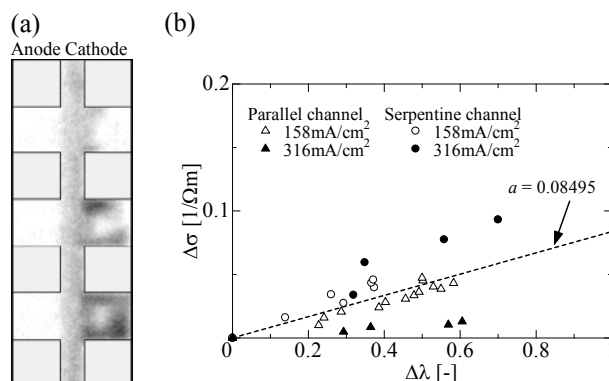 (a)
Anode Cathode
(b)
0.2
Parallel channel Serpentine channel
△ 158mA/cm² ○ 158mA/cm²
▲ 316mA/cm² ● 316mA/cm²
a = 0.08495
0.1
Δσ [1/Ωm]
0 0.2 0.4 0.6 0.8
Δλ [-]